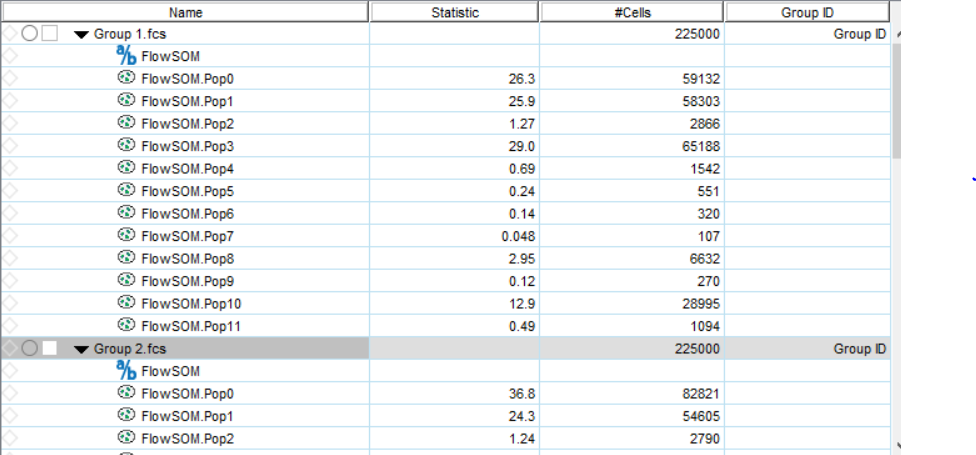 Name Statistic #Cells Group ID
Group 1.fcs 225000 Group ID
a/b FlowSOM
FlowSOM.Pop0 26.3 59132
FlowSOM.Pop1 25.9 58303
FlowSOM.Pop2 1.27 2866
FlowSOM.Pop3 29.0 65188
FlowSOM.Pop4 0.69 1542
FlowSOM.Pop5 0.24 551
FlowSOM.Pop6 0.14 320
FlowSOM.Pop7 0.048 107
FlowSOM.Pop8 2.95 6632
FlowSOM.Pop9 0.12 270
FlowSOM.Pop10 12.9 28995
FlowSOM.Pop11 0.49 1094
Group 2.fcs 225000 Group ID
a/b FlowSOM
FlowSOM.Pop0 36.8 82821
FlowSOM.Pop1 24.3 54605
FlowSOM.Pop2 1.24 2790